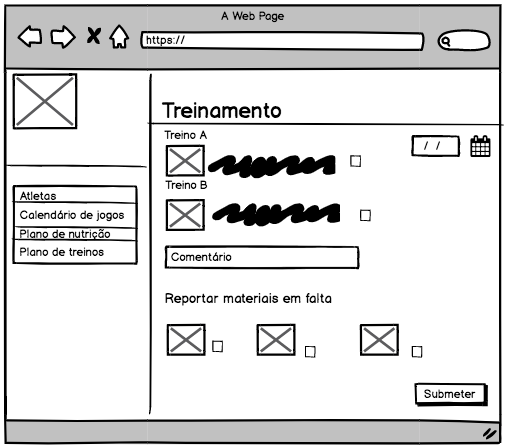 A Web Page
https://
Treinamento
Treino A
/ /
Treino B
Atletas
Calendário de jogos
Plano de nutrição
Plano de treinos
Comentário
Reportar materiais em falta
Submeter